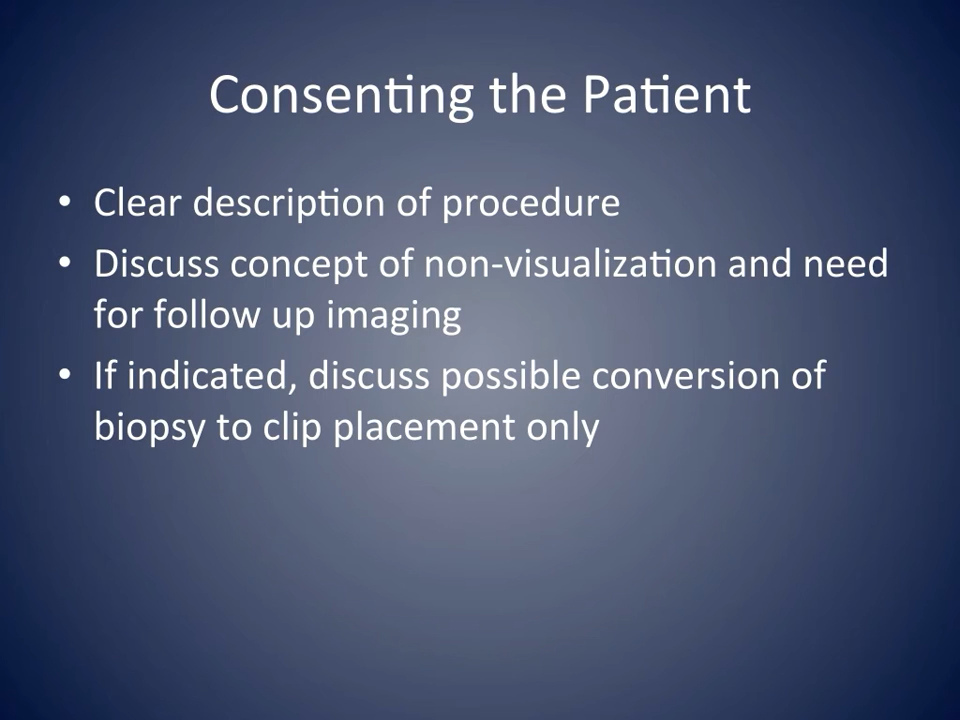 Consenting the Patient
• Clear description of procedure
• Discuss concept of non-visualization and need
for follow up imaging
• If indicated, discuss possible conversion of
biopsy to clip placement only